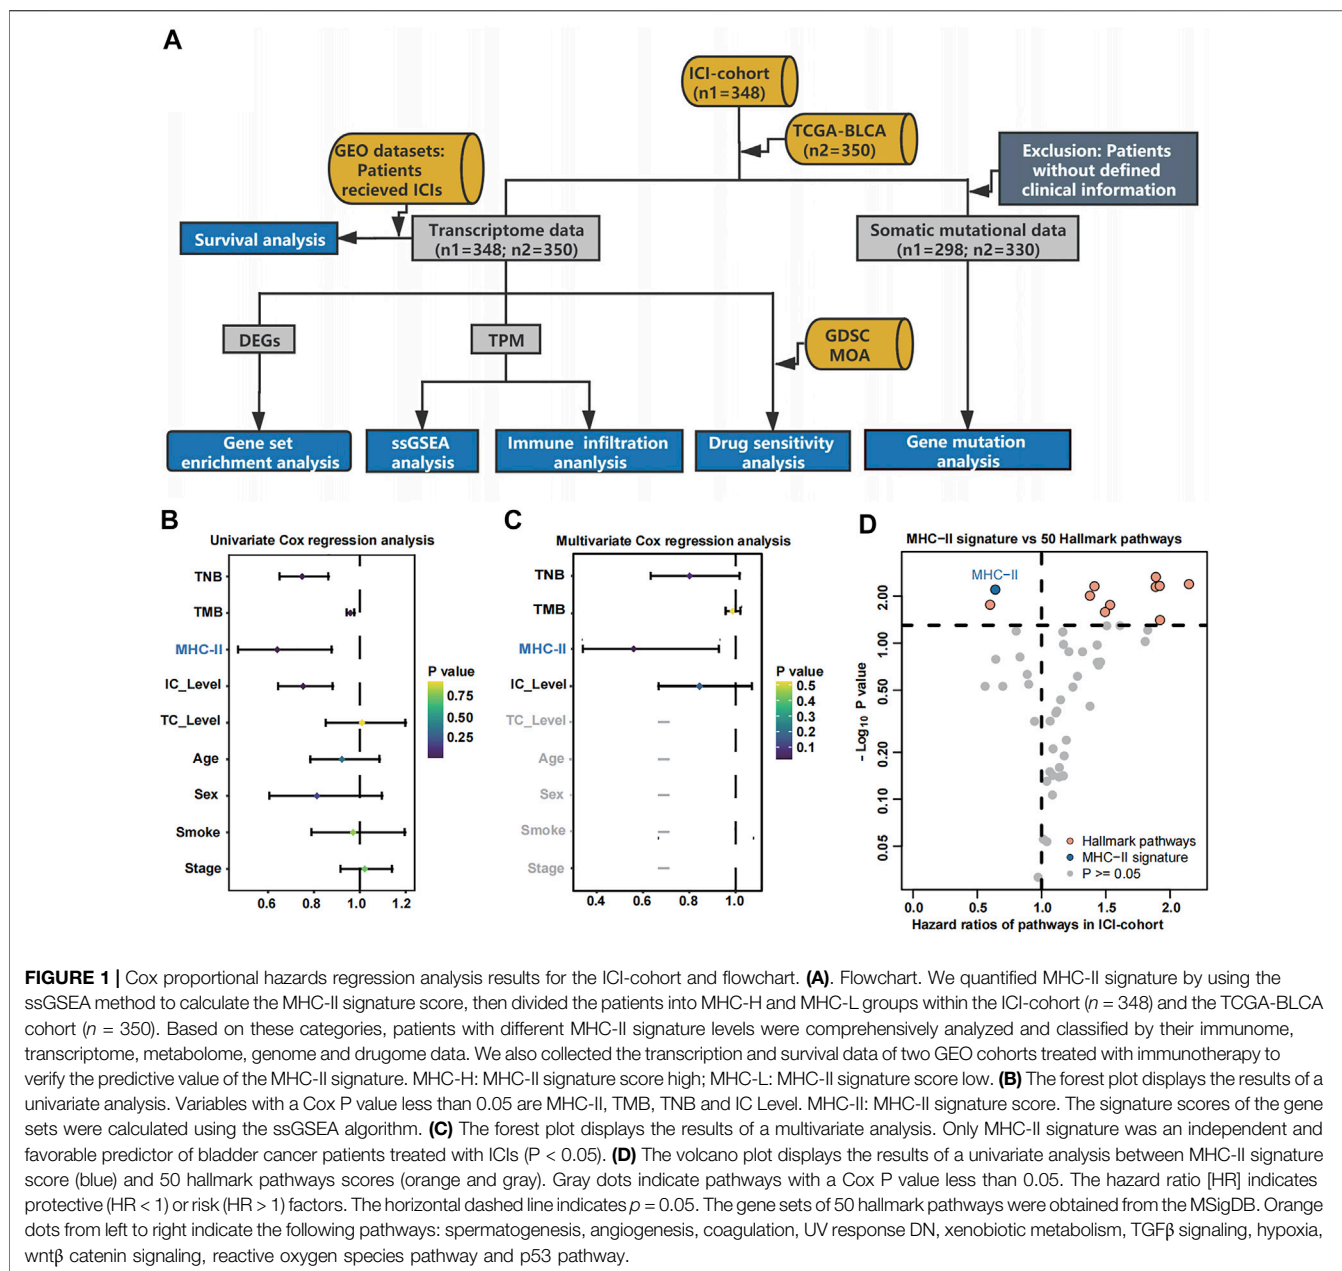 A
ICI-cohort
(n1=348)
TCGA-BLCA
(n2=350)
GEO datasets:
Patients
recieved ICIs
Exclusion: Patients
without defined
clinical information
Survival analysis
Transcriptome data
(n1=348; n2=350)
Somatic mutational data
(n1=298; n2=330)
DEGs
TPM
GDSC
MOA
Gene set
enrichment analysis
ssGSEA
analysis
Immune infiltration
ananlysis
Drug sensitivity
analysis
Gene mutation
analysis
B
Univariate Cox regression analysis
TNB
TMB
MHC-II
IC_Level
TC_Level
Age
Sex
Smoke
Stage
0.6 0.8 1.0 1.2
P value
0.75
0.50
0.25
C
Multivariate Cox regression analysis
TNB
TMB
MHC-II
IC_Level
TC_Level
Age
Sex
Smoke
Stage
0.4 0.6 0.8 1.0
P value
0.5
0.4
0.3
0.2
0.1
D
MHC−II signature vs 50 Hallmark pathways
MHC−II
- Log10 P value
2.00
1.00
0.50
0.20
0.10
0.05
Hallmark pathways
MHC−II signature
P >= 0.05
0.0 0.5 1.0 1.5 2.0
Hazard ratios of pathways in ICI-cohort
FIGURE 1 | Cox proportional hazards regression analysis results for the ICI-cohort and flowchart. (A). Flowchart. We quantified MHC-II signature by using the
ssGSEA method to calculate the MHC-II signature score, then divided the patients into MHC-H and MHC-L groups within the ICI-cohort (n = 348) and the TCGA-BLCA
cohort (n = 350). Based on these categories, patients with different MHC-II signature levels were comprehensively analyzed and classified by their immunome,
transcriptome, metabolome, genome and drugome data. We also collected the transcription and survival data of two GEO cohorts treated with immunotherapy to
verify the predictive value of the MHC-II signature. MHC-H: MHC-II signature score high; MHC-L: MHC-II signature score low. (B) The forest plot displays the results of a
univariate analysis. Variables with a Cox P value less than 0.05 are MHC-II, TMB, TNB and IC Level. MHC-II: MHC-II signature score. The signature scores of the gene
sets were calculated using the ssGSEA algorithm. (C) The forest plot displays the results of a multivariate analysis. Only MHC-II signature was an independent and
favorable predictor of bladder cancer patients treated with ICIs (P < 0.05). (D) The volcano plot displays the results of a univariate analysis between MHC-II signature
score (blue) and 50 hallmark pathways scores (orange and gray). Gray dots indicate pathways with a Cox P value less than 0.05. The hazard ratio [HR] indicates
protective (HR < 1) or risk (HR > 1) factors. The horizontal dashed line indicates p = 0.05. The gene sets of 50 hallmark pathways were obtained from the MSigDB. Orange
dots from left to right indicate the following pathways: spermatogenesis, angiogenesis, coagulation, UV response DN, xenobiotic metabolism, TGFβ signaling, hypoxia,
wntβ catenin signaling, reactive oxygen species pathway and p53 pathway.